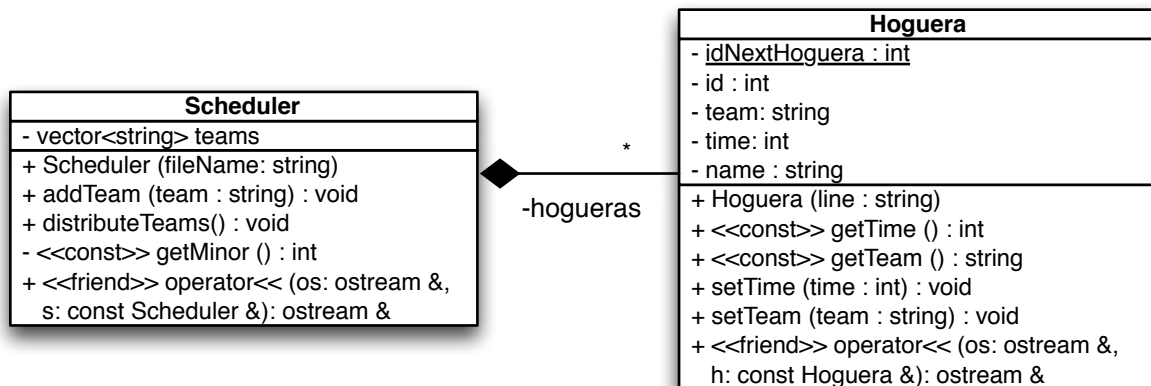 Scheduler
- vector<string> teams
+ Scheduler (fileName: string)
+ addTeam (team : string) : void
+ distributeTeams() : void
- <<const>> getMinor () : int
+ <<friend>> operator<< (os: ostream &,
s: const Scheduler &): ostream &
*
-hogueras
Hoguera
- idNextHoguera : int
- id : int
- team: string
- time: int
- name : string
+ Hoguera (line : string)
+ <<const>> getTime () : int
+ <<const>> getTeam () : string
+ setTime (time : int) : void
+ setTeam (team : string) : void
+ <<friend>> operator<< (os: ostream &,
h: const Hoguera &): ostream &